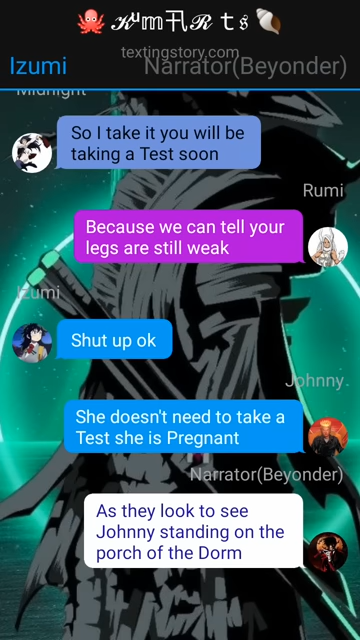 🐙 𝒦ᶙ𝕞卂ℛ 𝕥 𝔰 🐚
textingstory.com
Izumi
Narrator(Beyonder)
Midnight
So I take it you will be
taking a Test soon
Rumi
Because we can tell your
legs are still weak
Izumi
Shut up ok
Johnny
She doesn't need to take a
Test she is Pregnant
Narrator(Beyonder)
As they look to see
Johnny standing on the
porch of the Dorm